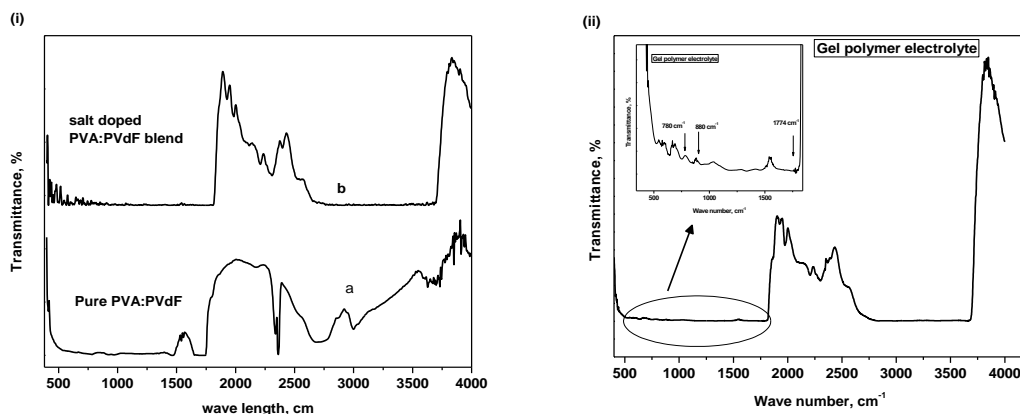 (i)
Transmittance, %
salt doped
PVA:PVdF blend
b
Pure PVA:PVdF
a
500 1000 1500 2000 2500 3000 3500 4000
wave length, cm
(ii)
Transmittance, %
Gel polymer electrolyte
Gel polymer electrolyte
Transmittance, %
780 cm⁻¹
880 cm⁻¹
1774 cm⁻¹
500 1000 1500
Wave number, cm⁻¹
500 1000 1500 2000 2500 3000 3500 4000
Wave number, cm⁻¹